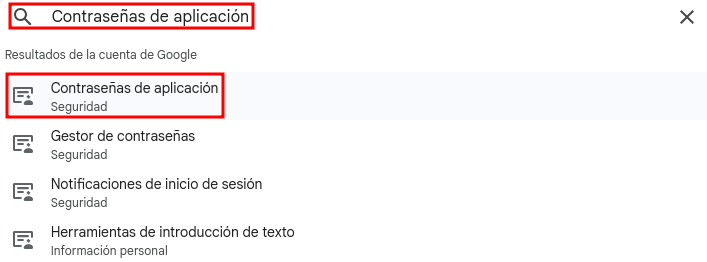 Contraseñas de aplicación
Resultados de la cuenta de Google
Contraseñas de aplicación
Seguridad
Gestor de contraseñas
Seguridad
Notificaciones de inicio de sesión
Seguridad
Herramientas de introducción de texto
Información personal